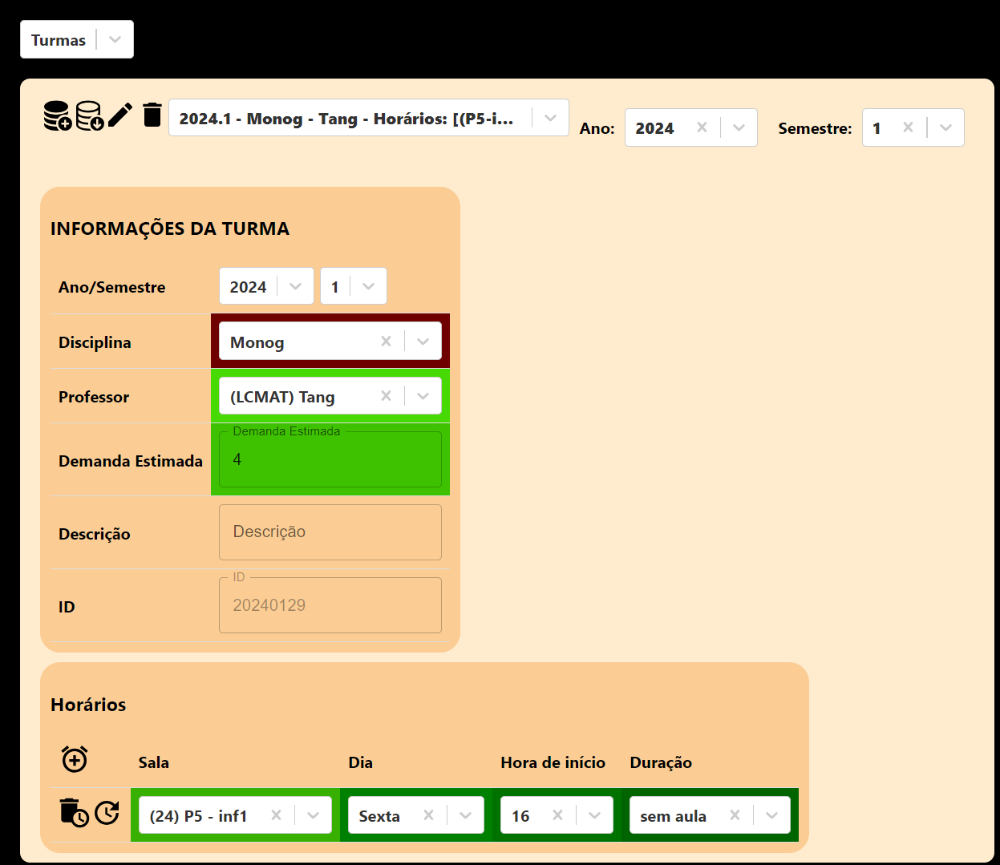 Turmas
2024.1 - Monog - Tang - Horários: [(P5-i...
Ano: 2024 Semestre: 1
INFORMAÇÕES DA TURMA
Ano/Semestre 2024 1
Disciplina Monog
Professor (LCMAT) Tang
Demanda Estimada
Demanda Estimada 4
Descrição Descrição
ID
ID 20240129
Horários
Sala Dia Hora de início Duração
(24) P5 - inf1 Sexta 16 sem aula